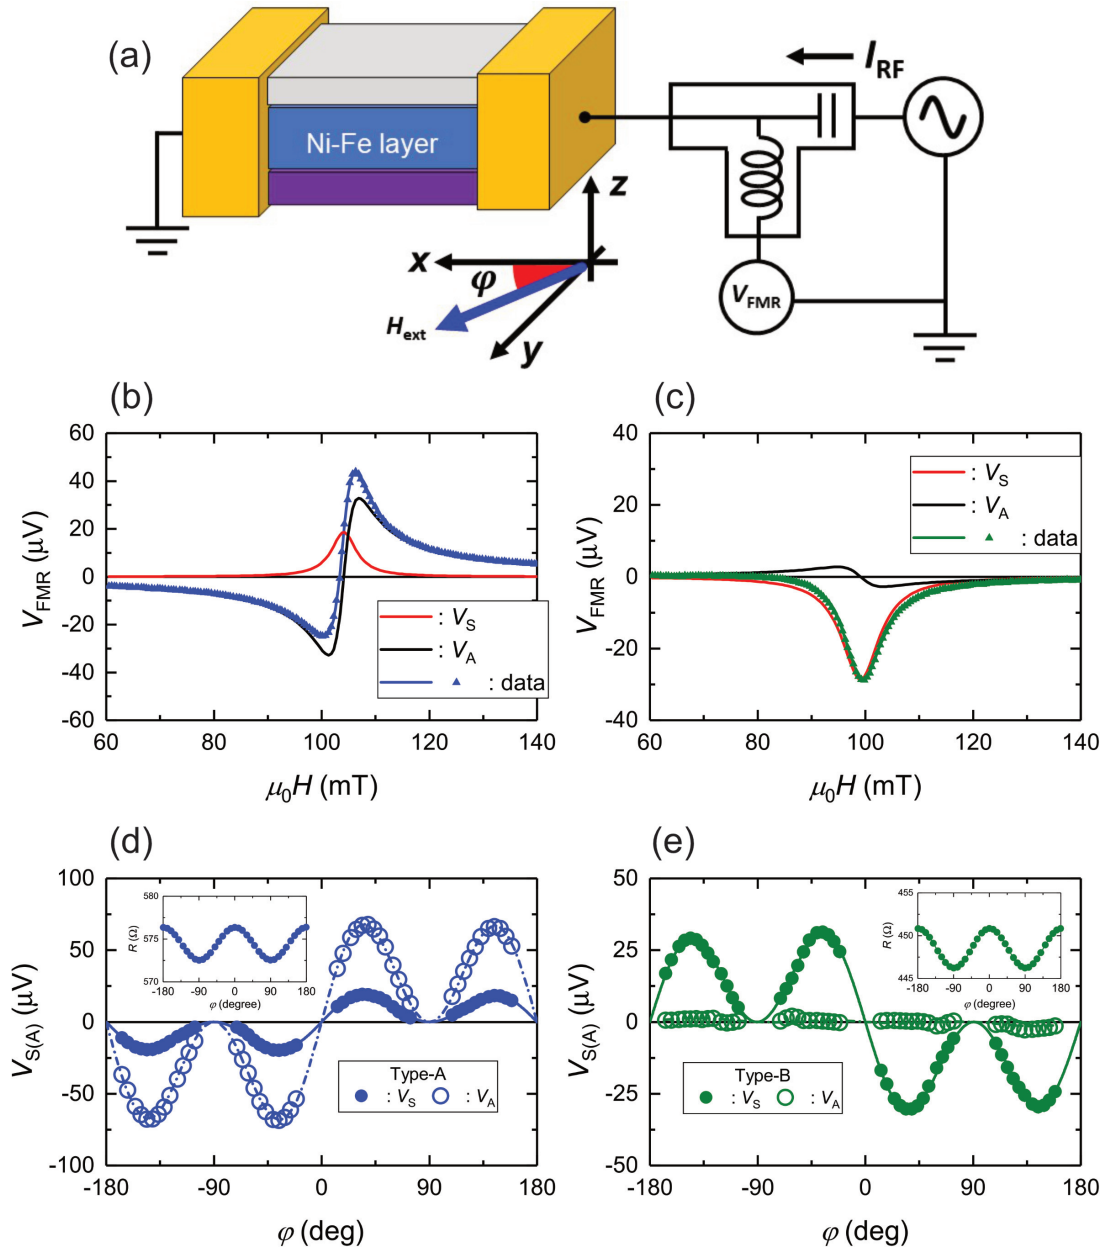 (a)
I_RF
Ni-Fe layer
z
x
φ
H_ext
y
V_FMR
(b)
60
40
20
0
-20
-40
-60
V_FMR (μV)
: V_S
: V_A
: data
60 80 100 120 140
μ₀H (mT)
(c)
40
20
0
-20
-40
V_FMR (μV)
: V_S
: V_A
: data
60 80 100 120 140
μ₀H (mT)
(d)
100
50
0
-50
-100
V_S(A) (μV)
580
575
570
R (Ω)
-180 -90 0 90 180
φ (degree)
Type-A
: V_S : V_A
-180 -90 0 90 180
φ (deg)
(e)
50
25
0
-25
-50
V_S(A) (μV)
455
450
445
R (Ω)
-180 -90 0 90 180
φ (degree)
Type-B
: V_S : V_A
-180 -90 0 90 180
φ (deg)